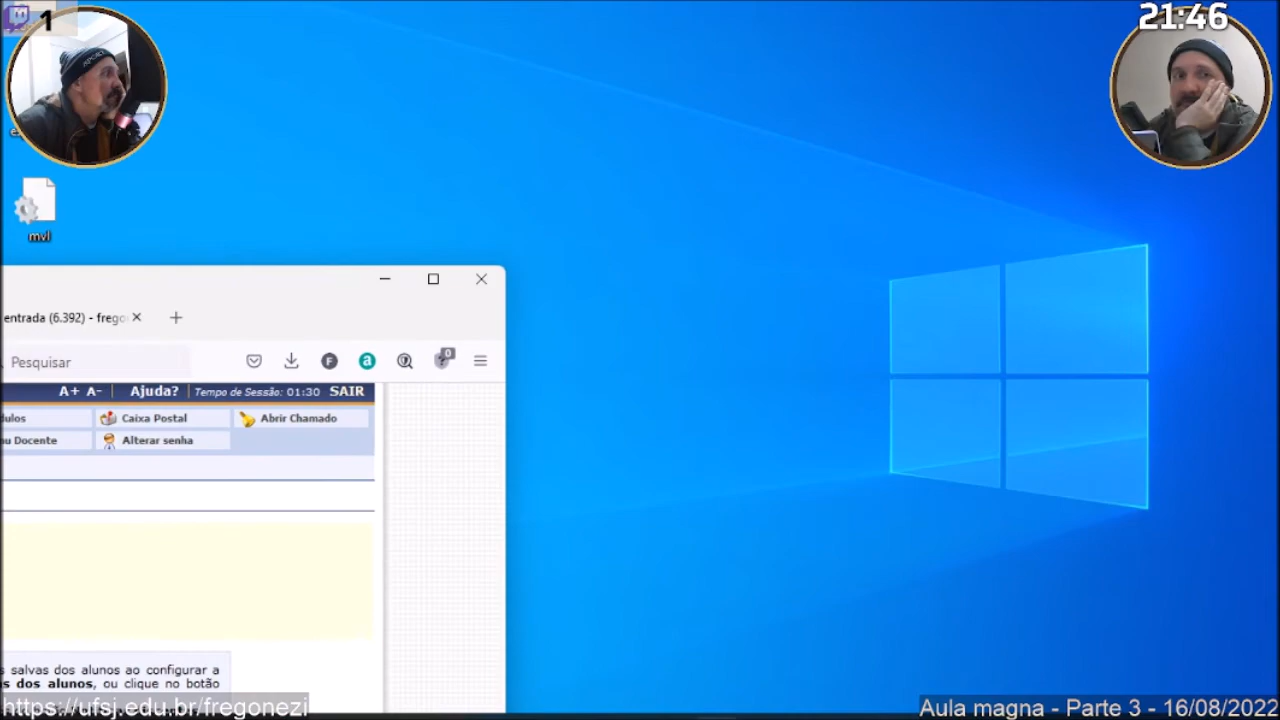 1
21:46
mvl
entrada (6.392) - frego
Pesquisar
0
A+ A- | Ajuda? | Tempo de Sessão: 01:30 SAIR
dulos Caixa Postal Abrir Chamado
nu Docente Alterar senha
s salvas dos alunos ao configurar a
s dos alunos, ou clique no botão
https://ufsj.edu.br/fregonezi
Aula magna - Parte 3 - 16/08/2022